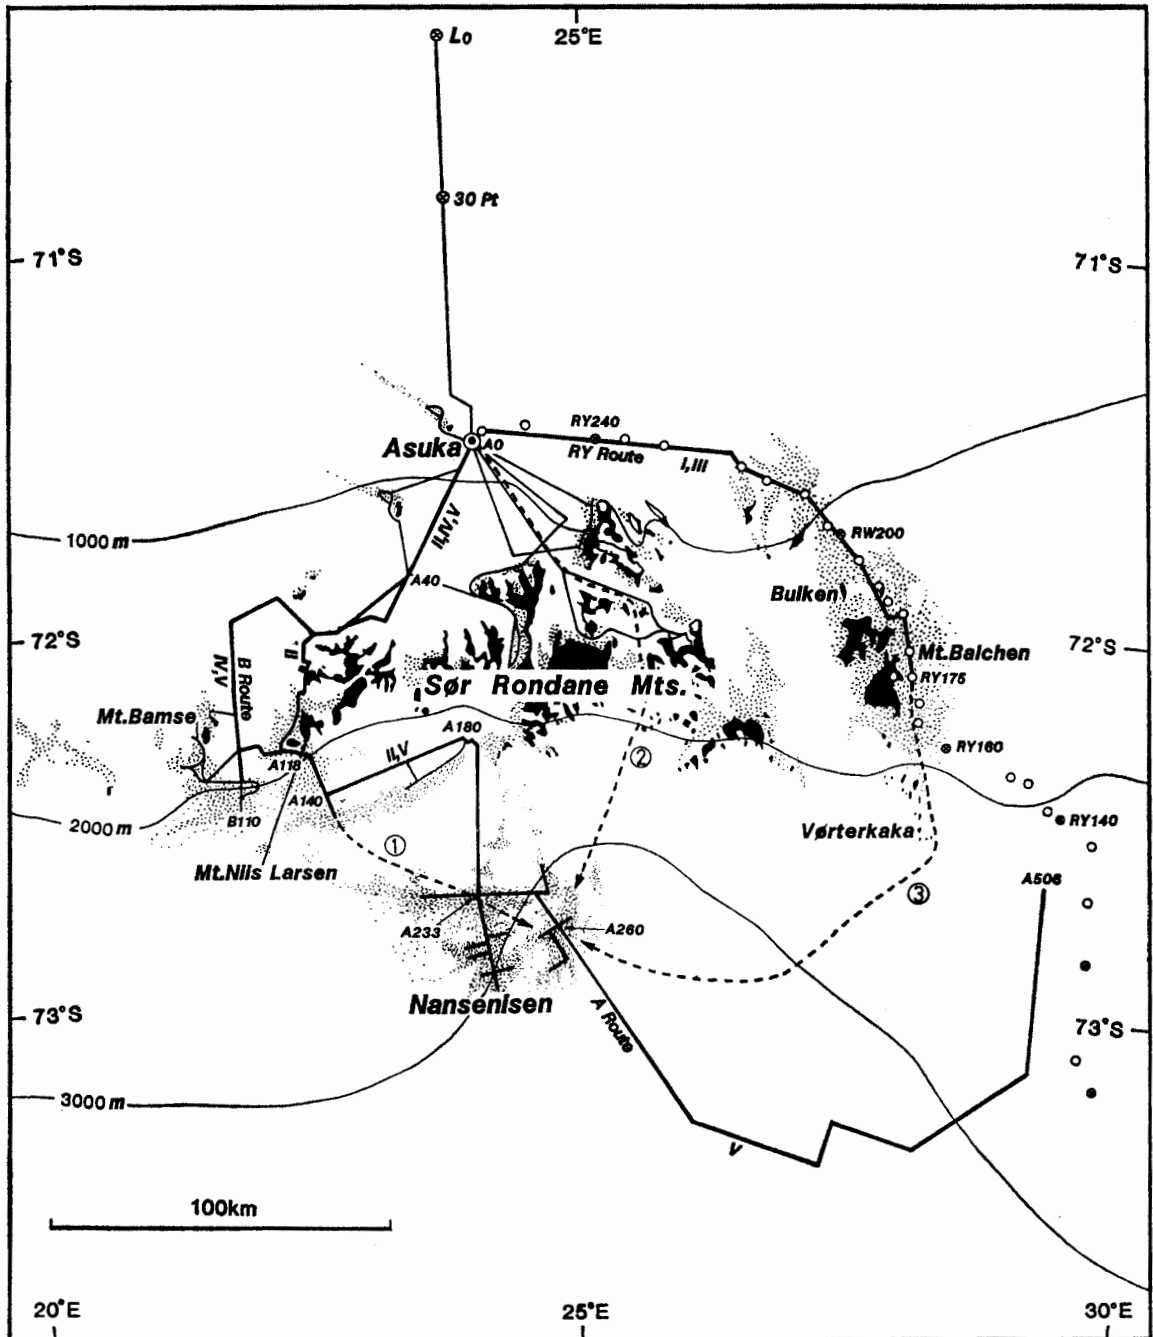 L0
25°E
30 Pt
71°S
71°S
RY240
Asuka
A0
RY Route
I,III
II,IV,V
RW200
1000 m
A40
Bulken
72°S
72°S
II
B Route
IV,V
Mt.Balchen
RY175
Sør Rondane Mts.
Mt.Bamse
A180
II,V
②
RY160
A118
A140
B110
2000 m
①
RY140
Vørterkaka
Mt.Nils Larsen
A506
③
A233
A260
Nansenisen
A Route
73°S
73°S
3000 m
V
100km
20°E
25°E
30°E